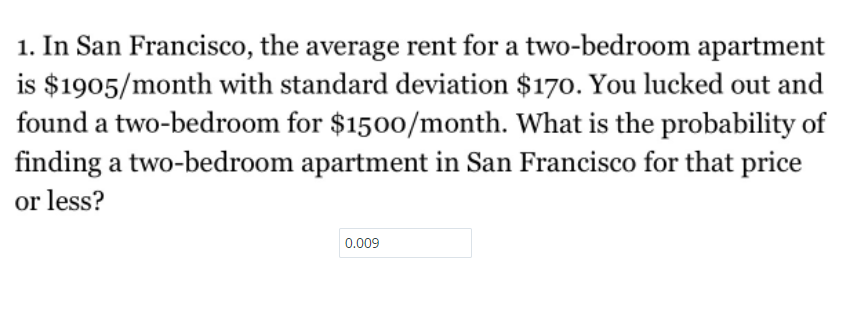 1. In San Francisco, the average rent for a two-bedroom apartment
is $1905/month with standard deviation $170. You lucked out and
found a two-bedroom for $1500/month. What is the probability of
finding a two-bedroom apartment in San Francisco for that price
or less?
0.009